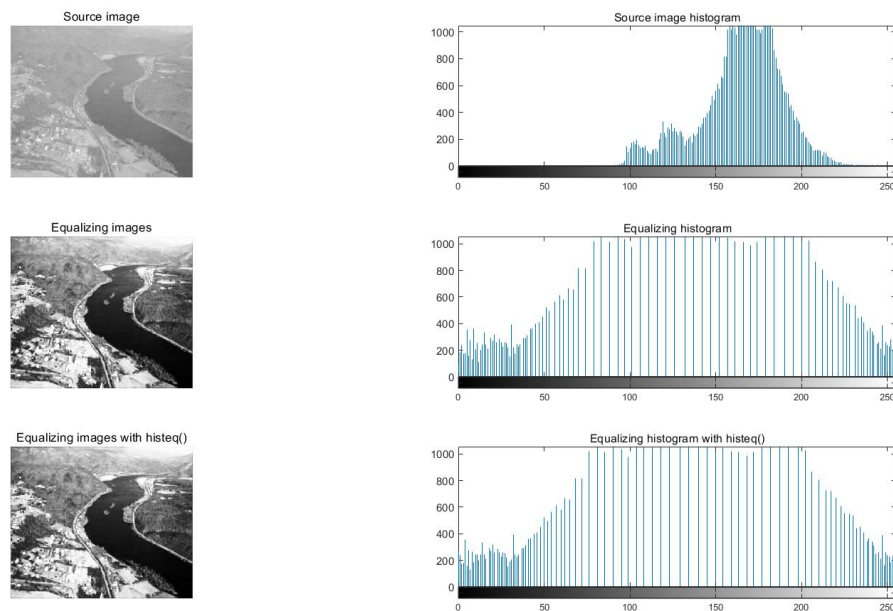 Source image
Source image histogram
1000
800
600
400
200
0
0 50 100 150 200 250
Equalizing images
Equalizing histogram
1000
800
600
400
200
0
0 50 100 150 200 250
Equalizing images with histeq()
Equalizing histogram with histeq()
1000
800
600
400
200
0
0 50 100 150 200 250